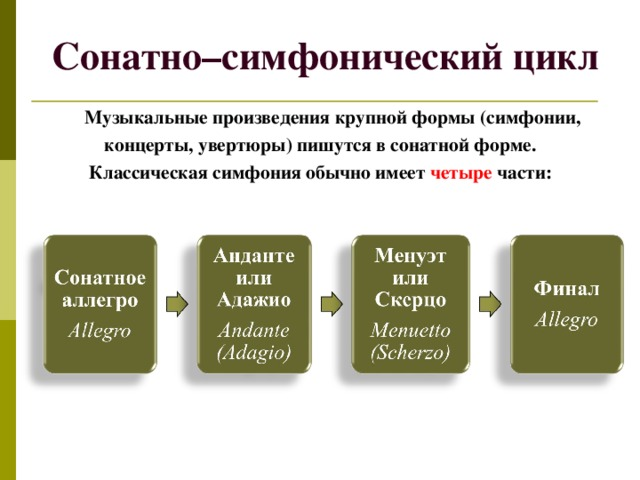 Сонатно–симфонический цикл
Музыкальные произведения крупной формы (симфонии,
концерты, увертюры) пишутся в сонатной форме.
Классическая симфония обычно имеет четыре части:
Сонатное
аллегро
Allegro
Анданте
или
Адажио
Andante
(Adagio)
Менуэт
или
Скерцо
Menuetto
(Scherzo)
Финал
Allegro